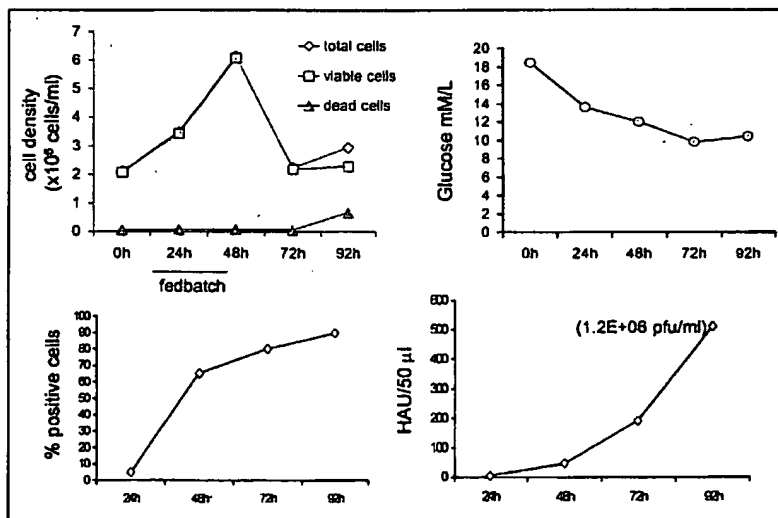 7
6
5
4
3
2
1
0
cell density
(x10⁶ cells/ml)
total cells
viable cells
dead cells
0h 24h 48h 72h 92h
fedbatch
20
18
16
14
12
10
8
6
4
2
0
Glucose mM/L
0h 24h 48h 72h 92h
100
90
80
70
60
50
40
30
20
10
0
% positive cells
24h 48h 72h 92h
600
500
400
300
200
100
0
HAU/50 µl
(1.2E+06 pfu/ml)
24h 48h 72h 92h